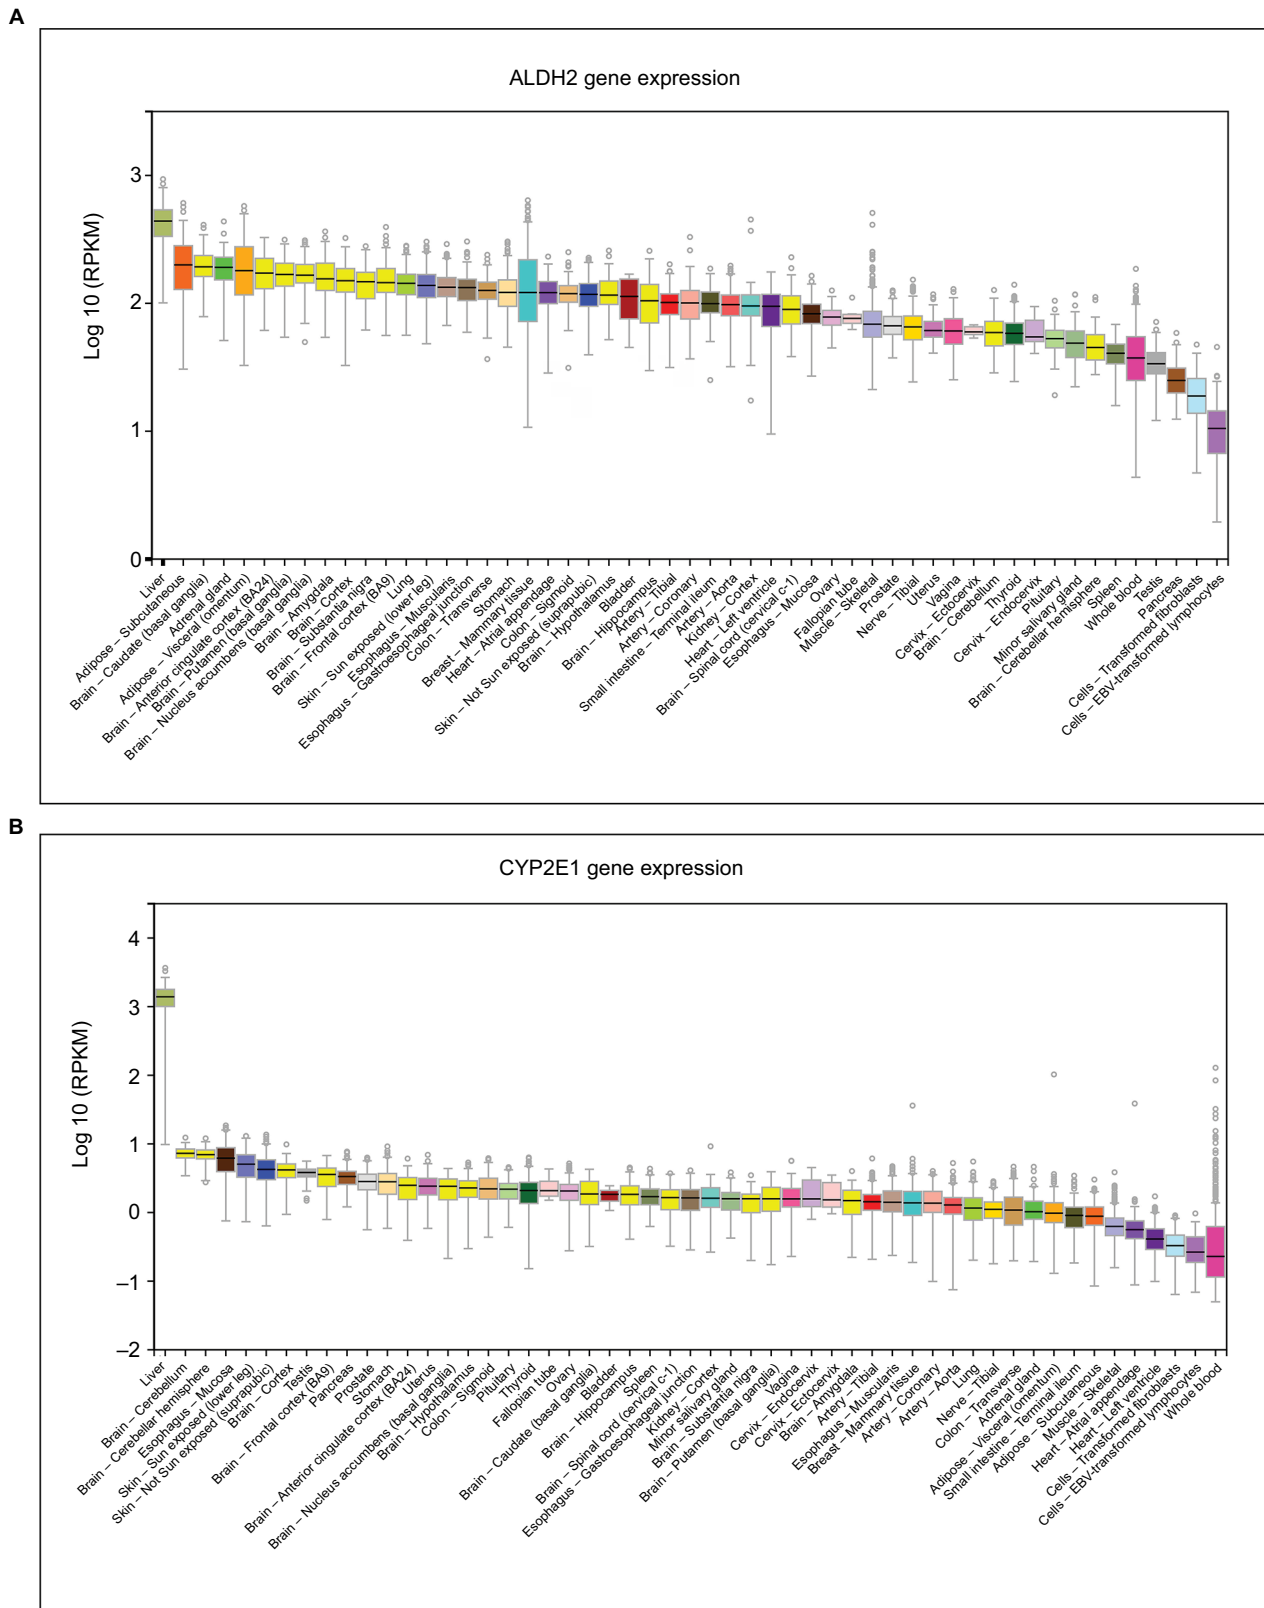 A
ALDH2 gene expression
Log 10 (RPKM)
3
2
1
0
Liver
Adipose – Subcutaneous
Brain – Caudate (basal ganglia)
Adrenal gland
Adipose – Visceral (omentum)
Brain – Anterior cingulate cortex (BA24)
Brain – Putamen (basal ganglia)
Brain – Nucleus accumbens (basal ganglia)
Brain – Amygdala
Brain – Cortex
Brain – Substantia nigra
Brain – Frontal cortex (BA9)
Lung
Skin – Sun exposed (lower leg)
Esophagus – Muscularis
Esophagus – Gastroesophageal junction
Colon – Transverse
Stomach
Breast – Mammary tissue
Heart – Atrial appendage
Colon – Sigmoid
Skin – Not Sun exposed (suprapubic)
Brain – Hypothalamus
Bladder
Brain – Hippocampus
Artery – Tibial
Artery – Coronary
Small intestine – Terminal ileum
Artery – Aorta
Kidney – Cortex
Heart – Left ventricle
Brain – Spinal cord (cervical c-1)
Esophagus – Mucosa
Ovary
Fallopian tube
Muscle – Skeletal
Prostate
Nerve – Tibial
Uterus
Vagina
Cervix – Ectocervix
Brain – Cerebellum
Thyroid
Cervix – Endocervix
Pituitary
Minor salivary gland
Brain – Cerebellar hemisphere
Spleen
Whole blood
Testis
Pancreas
Cells – Transformed fibroblasts
Cells – EBV-transformed lymphocytes
B
CYP2E1 gene expression
Log 10 (RPKM)
4
3
2
1
0
–1
–2
Liver
Brain – Cerebellum
Brain – Cerebellar hemisphere
Esophagus – Mucosa
Skin – Sun exposed (lower leg)
Skin – Not Sun exposed (suprapubic)
Brain – Cortex
Testis
Brain – Frontal cortex (BA9)
Pancreas
Prostate
Stomach
Brain – Anterior cingulate cortex (BA24)
Uterus
Brain – Nucleus accumbens (basal ganglia)
Brain – Hypothalamus
Colon – Sigmoid
Pituitary
Thyroid
Fallopian tube
Ovary
Brain – Caudate (basal ganglia)
Bladder
Brain – Hippocampus
Spleen
Brain – Spinal cord (cervical c-1)
Esophagus – Gastroesophageal junction
Kidney – Cortex
Minor salivary gland
Brain – Substantia nigra
Brain – Putamen (basal ganglia)
Vagina
Cervix – Endocervix
Cervix – Ectocervix
Brain – Amygdala
Artery – Tibial
Esophagus – Muscularis
Breast – Mammary tissue
Artery – Coronary
Artery – Aorta
Lung
Nerve – Tibial
Colon – Transverse
Adrenal gland
Adipose – Visceral (omentum)
Small intestine – Terminal ileum
Adipose – Subcutaneous
Muscle – Skeletal
Heart – Atrial appendage
Heart – Left ventricle
Cells – Transformed fibroblasts
Cells – EBV-transformed lymphocytes
Whole blood